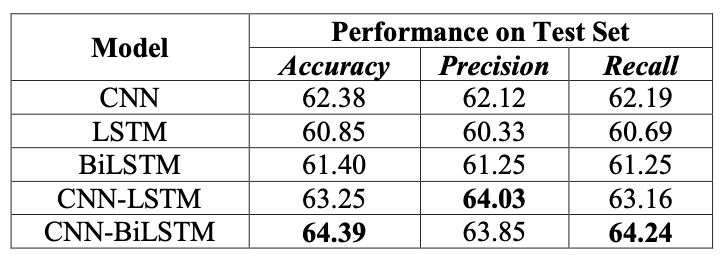 Model Performance on Test Set
Accuracy Precision Recall
CNN 62.38 62.12 62.19
LSTM 60.85 60.33 60.69
BiLSTM 61.40 61.25 61.25
CNN-LSTM 63.25 64.03 63.16
CNN-BiLSTM 64.39 63.85 64.24